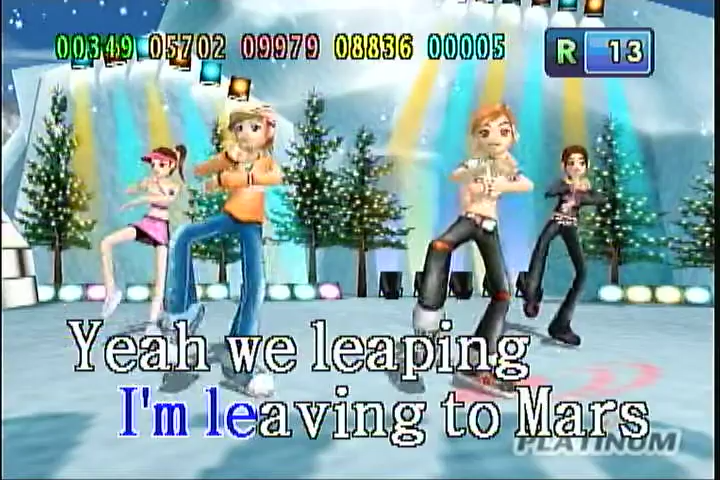 00349 05702 09979 08836 00005 R 13
Yeah we leaping
I'm leaving to Mars
PLATINUM